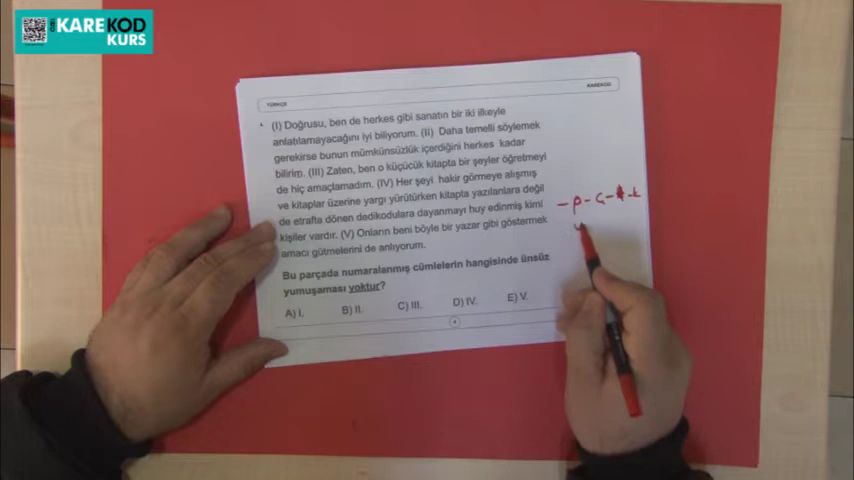 KAREKOD
KURS
TÜRKÇE
KAREKOD
(I) Doğrusu, ben de herkes gibi sanatın bir iki ilkeyle
anlatılamayacağını iyi biliyorum. (II) Daha temelli söylemek
gerekirse bunun mümkünsüzlük içerdiğini herkes kadar
bilirim. (III) Zaten, ben o küçücük kitapta bir şeyler öğretmeyi
de hiç amaçlamadım. (IV) Her şeyi hakir görmeye alışmış
ve kitaplar üzerine yargı yürütürken kitapta yazılanlara değil
de etrafta dönen dedikodulara dayanmayı huy edinmiş kimi
kişiler vardır. (V) Onların beni böyle bir yazar gibi göstermek
amacı gütmelerini de anlıyorum.
Bu parçada numaralanmış cümlelerin hangisinde ünsüz
yumuşaması yoktur?
A) I. B) II. C) III. D) IV. E) V.
- p - ç - t - k